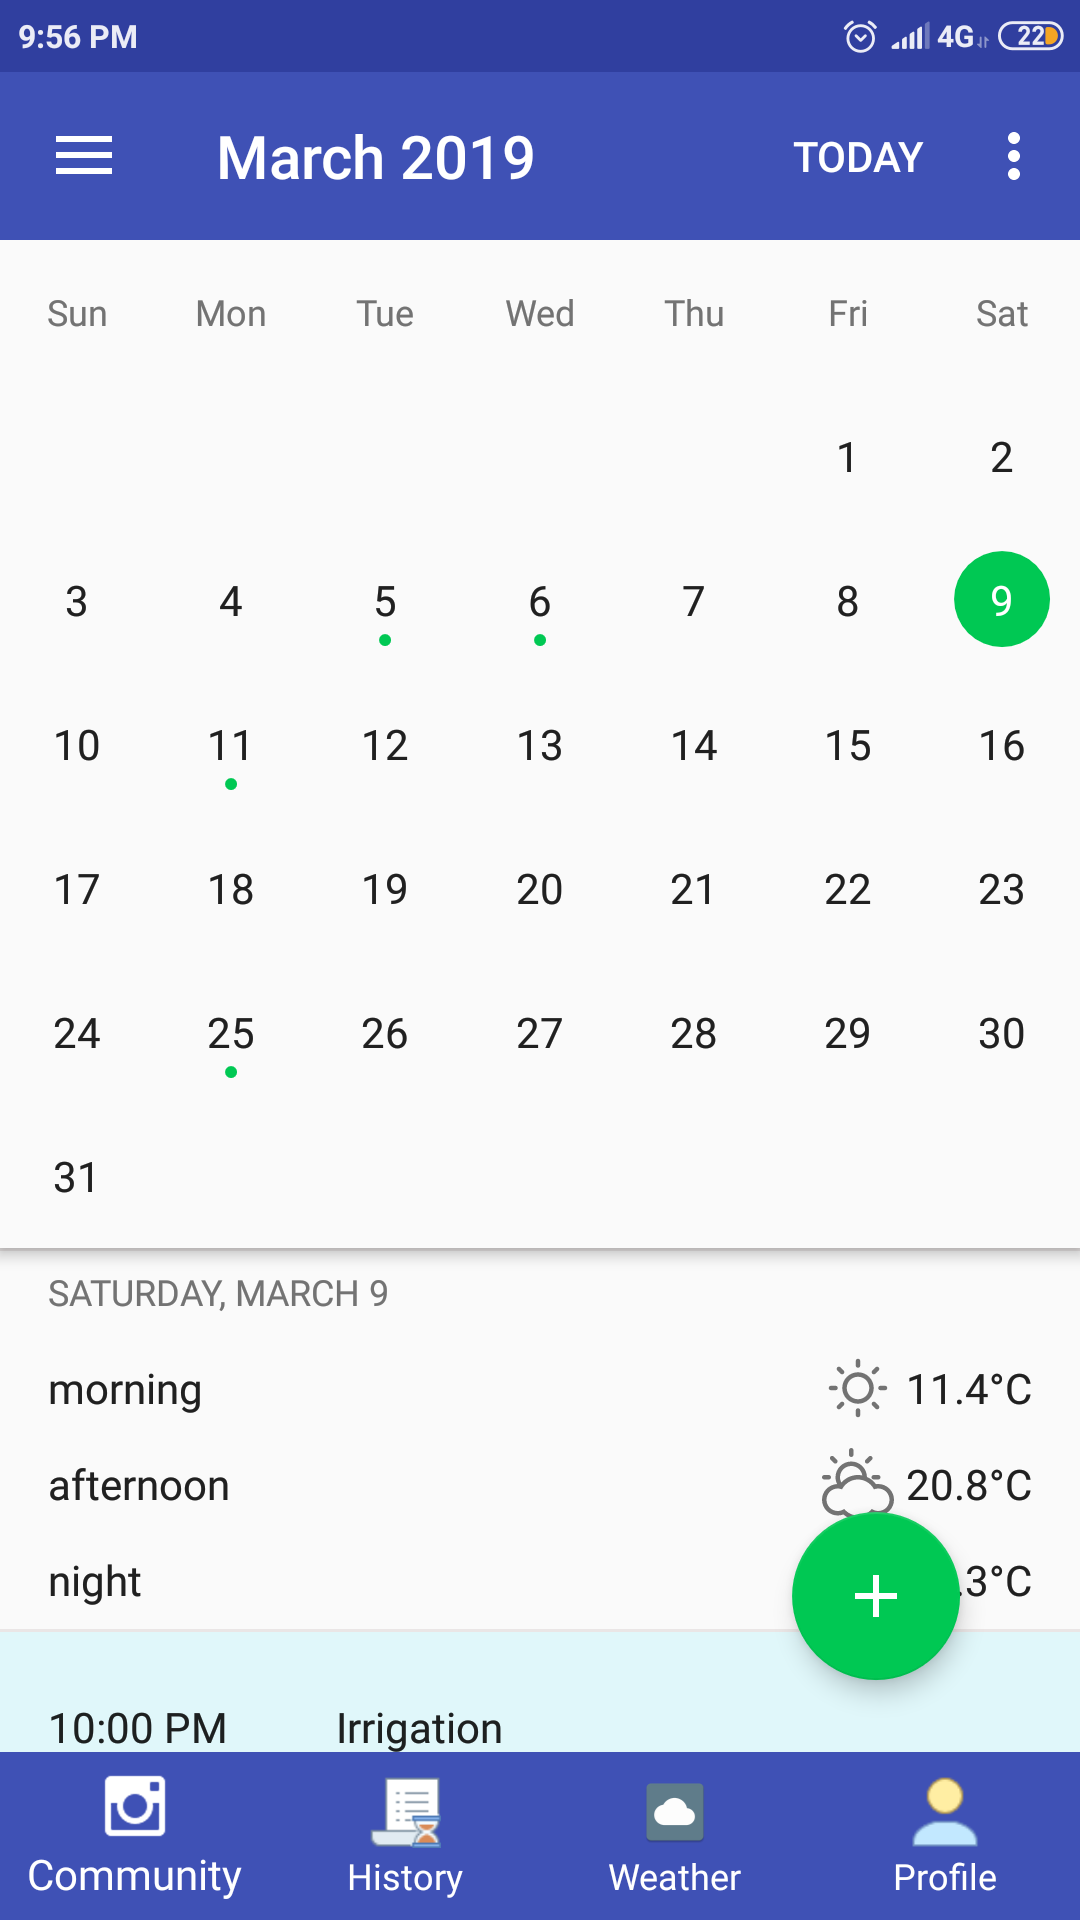 9:56 PM 4G 22
March 2019 TODAY
Sun Mon Tue Wed Thu Fri Sat
1 2
3 4 5 6 7 8 9
10 11 12 13 14 15 16
17 18 19 20 21 22 23
24 25 26 27 28 29 30
31
SATURDAY, MARCH 9
morning 11.4°C
afternoon 20.8°C
night .3°C
10:00 PM Irrigation
Community History Weather Profile